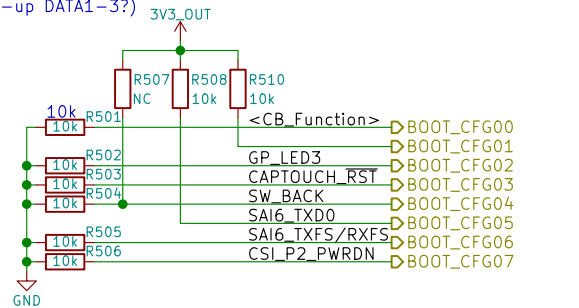 -up DATA1-3?)
3V3_OUT
R507
NC
R508
10k
R510
10k
10k
R501
10k
<CB_Function>
BOOT_CFG00
BOOT_CFG01
R502
10k
GP_LED3
BOOT_CFG02
R503
10k
CAPTOUCH_RST
BOOT_CFG03
R504
10k
SW_BACK
BOOT_CFG04
SAI6_TXD0
BOOT_CFG05
R505
10k
SAI6_TXFS/RXFS
BOOT_CFG06
R506
10k
CSI_P2_PWRDN
BOOT_CFG07
GND